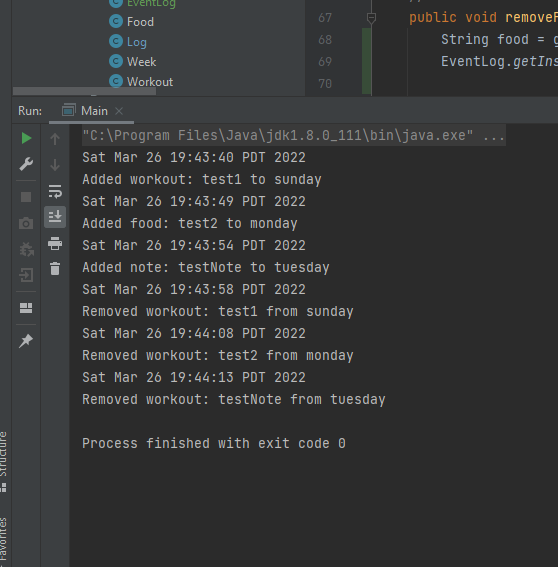 EventLog
Food
Log
Week
Workout
67 public void remove
68 String food = g
69 EventLog.getIns
70
Run: Main
"C:\Program Files\Java\jdk1.8.0_111\bin\java.exe" ...
Sat Mar 26 19:43:40 PDT 2022
Added workout: test1 to sunday
Sat Mar 26 19:43:49 PDT 2022
Added food: test2 to monday
Sat Mar 26 19:43:54 PDT 2022
Added note: testNote to tuesday
Sat Mar 26 19:43:58 PDT 2022
Removed workout: test1 from sunday
Sat Mar 26 19:44:08 PDT 2022
Removed workout: test2 from monday
Sat Mar 26 19:44:13 PDT 2022
Removed workout: testNote from tuesday
Process finished with exit code 0
Structure
Favorites